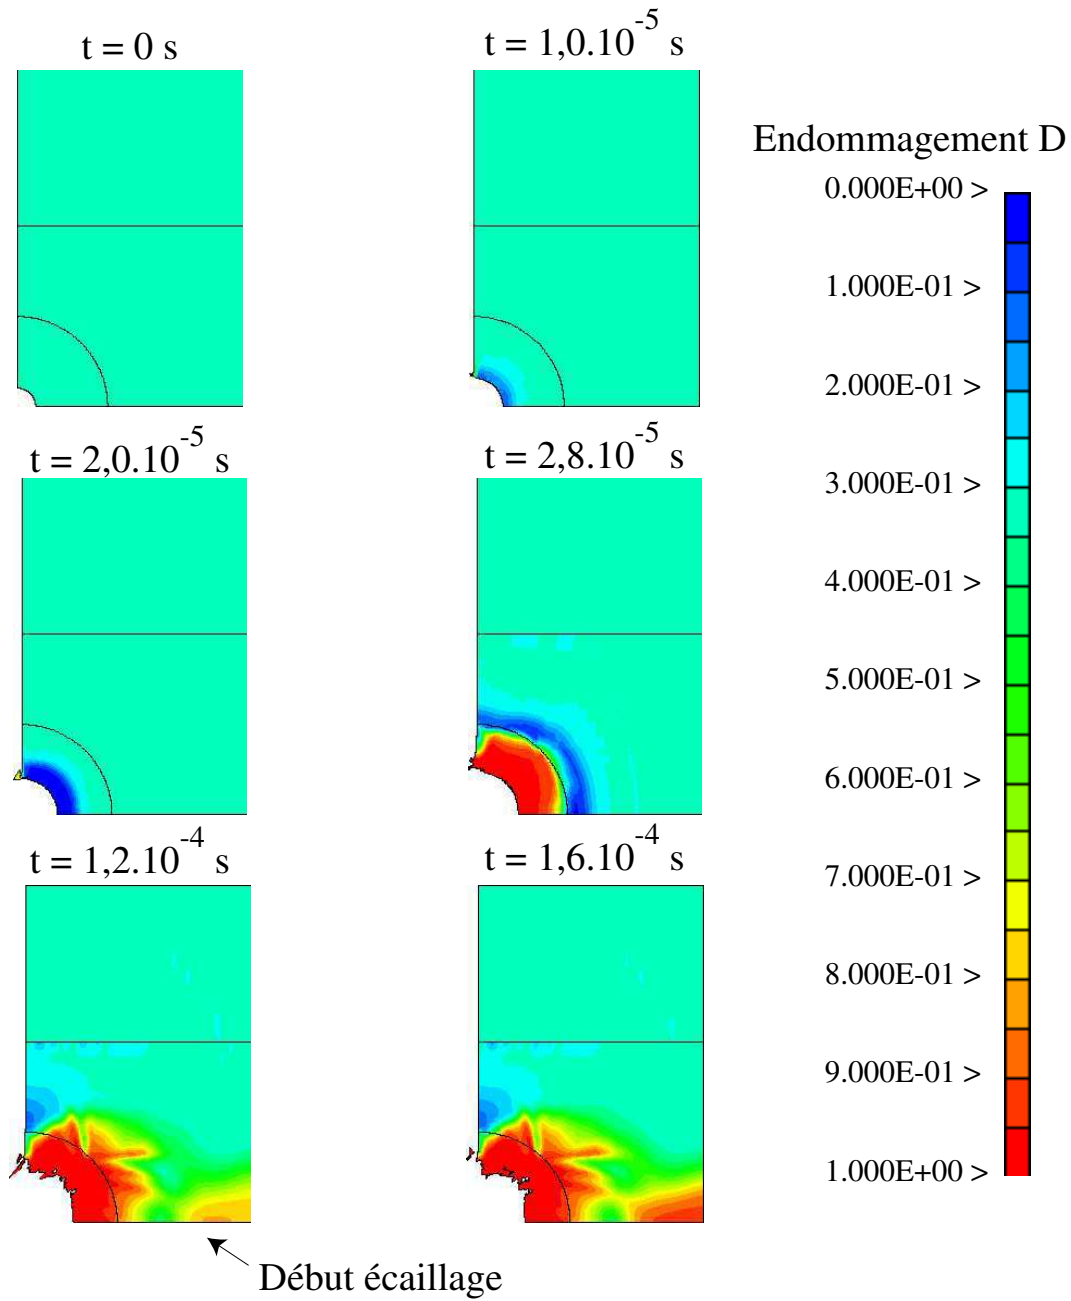 t = 0 s
t = 1,0.10⁻⁵ s
Endommagement D
0.000E+00 >
1.000E-01 >
2.000E-01 >
3.000E-01 >
4.000E-01 >
5.000E-01 >
6.000E-01 >
7.000E-01 >
8.000E-01 >
9.000E-01 >
1.000E+00 >
t = 2,0.10⁻⁵ s
t = 2,8.10⁻⁵ s
t = 1,2.10⁻⁴ s
t = 1,6.10⁻⁴ s
Début écaillage